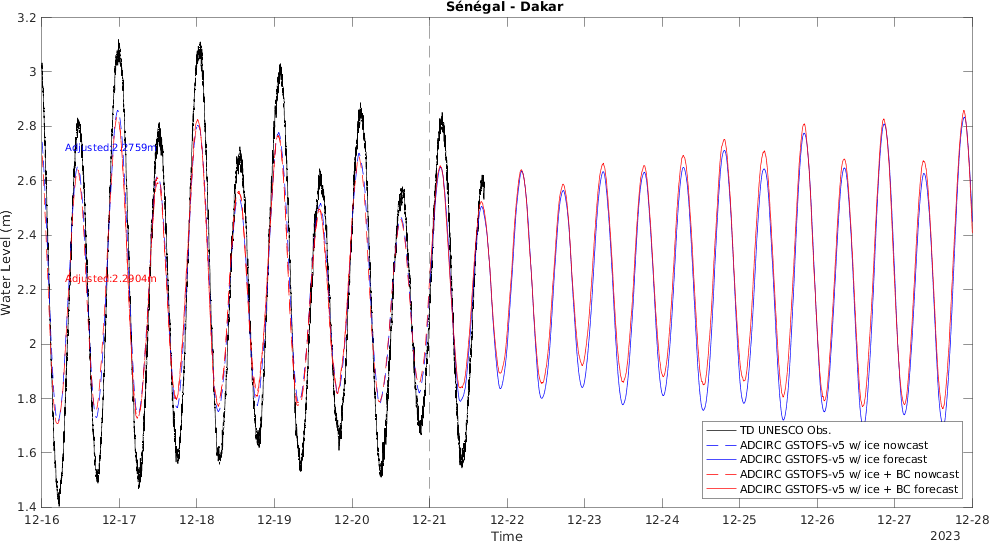 Sénégal - Dakar
3.2
3
2.8
2.6
2.4
2.2
2
1.8
1.6
1.4
Water Level (m)
Adjusted:2.2759m
Adjusted:2.2904m
TD UNESCO Obs.
ADCIRC GSTOFS-v5 w/ ice nowcast
ADCIRC GSTOFS-v5 w/ ice forecast
ADCIRC GSTOFS-v5 w/ ice + BC nowcast
ADCIRC GSTOFS-v5 w/ ice + BC forecast
12-16 12-17 12-18 12-19 12-20 12-21 12-22 12-23 12-24 12-25 12-26 12-27 12-28
Time
2023